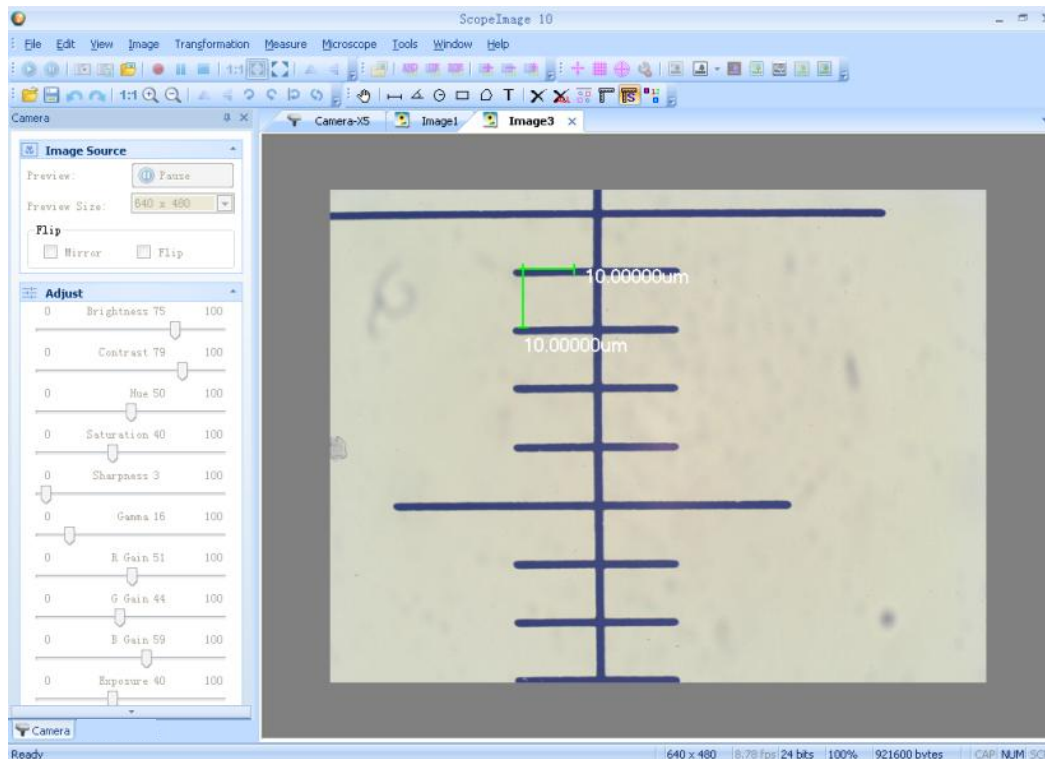 ScopeImage 10
File Edit View Image Transformation Measure Microscope Tools Window Help
1:1
1:1 T
Camera
Camera-X5 Image1 Image3
Image Source
Preview: Pause
Preview Size: 640 x 480
Flip
Mirror Flip
Adjust
0 Brightness 75 100
0 Contrast 79 100
0 Hue 50 100
0 Saturation 40 100
0 Sharpness 3 100
0 Gamma 16 100
0 R Gain 51 100
0 G Gain 44 100
0 B Gain 59 100
0 Exposure 40 100
10.00000um
10.00000um
Camera
Ready 640 x 480 8.78 fps 24 bits 100% 921600 bytes CAP NUM